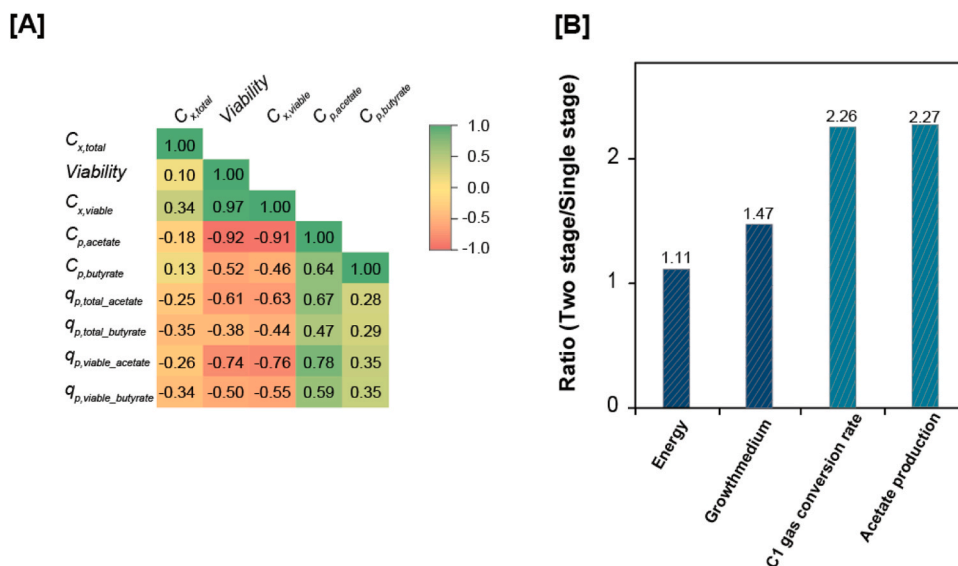 [A]
C x,total
Viability
C x,viable
C p,acetate
C p,butyrate
C x,total 1.00
Viability 0.10 1.00
C x,viable 0.34 0.97 1.00
C p,acetate -0.18 -0.92 -0.91 1.00
C p,butyrate 0.13 -0.52 -0.46 0.64 1.00
q p,total_acetate -0.25 -0.61 -0.63 0.67 0.28
q p,total_butyrate -0.35 -0.38 -0.44 0.47 0.29
q p,viable_acetate -0.26 -0.74 -0.76 0.78 0.35
q p,viable_butyrate -0.34 -0.50 -0.55 0.59 0.35
1.0
0.5
0.0
-0.5
-1.0
[B]
Ratio (Two stage/Single stage)
2
1
0
1.11
1.47
2.26
2.27
Energy
Growthmedium
C1 gas conversion rate
Acetate production